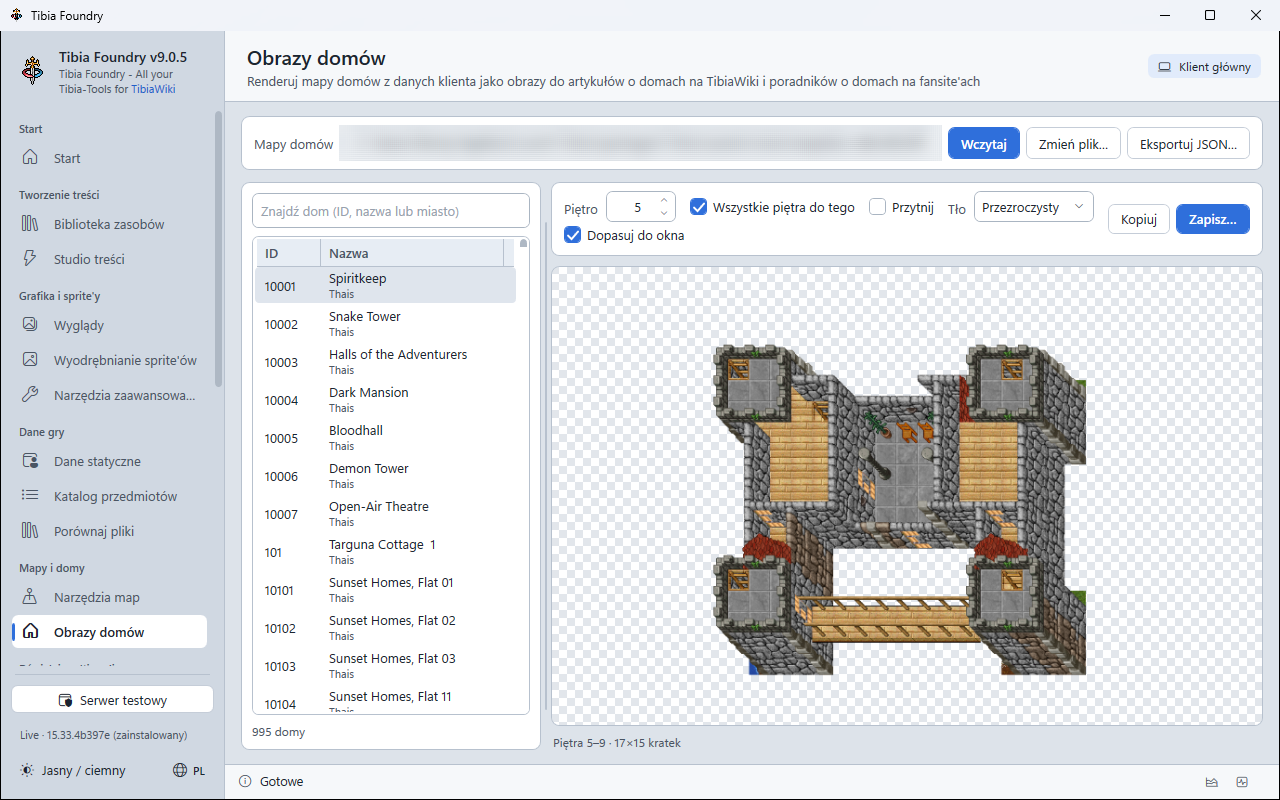 Tibia Foundry
Tibia Foundry v9.0.5
Tibia Foundry - All your
Tibia-Tools for TibiaWiki
Start
Start
Tworzenie treści
Biblioteka zasobów
Studio treści
Grafika i sprite'y
Wyglądy
Wyodrębnianie sprite'ów
Narzędzia zaawansowa...
Dane gry
Dane statyczne
Katalog przedmiotów
Porównaj pliki
Mapy i domy
Narzędzia map
Obrazy domów
Serwer testowy
Live · 15.33.4b397e (zainstalowany)
Jasny / ciemny
PL
Obrazy domów
Renderuj mapy domów z danych klienta jako obrazy do artykułów o domach na TibiaWiki i poradników o domach na fansite'ach
Klient główny
Mapy domów
Wczytaj
Zmień plik...
Eksportuj JSON...
Znajdź dom (ID, nazwa lub miasto)
ID Nazwa
10001 Spiritkeep
Thais
10002 Snake Tower
Thais
10003 Halls of the Adventurers
Thais
10004 Dark Mansion
Thais
10005 Bloodhall
Thais
10006 Demon Tower
Thais
10007 Open-Air Theatre
Thais
101 Targuna Cottage 1
Thais
10101 Sunset Homes, Flat 01
Thais
10102 Sunset Homes, Flat 02
Thais
10103 Sunset Homes, Flat 03
Thais
10104 Sunset Homes, Flat 11
Thais
995 domy
Piętro 5
Wszystkie piętra do tego
Przytnij
Tło Przezroczysty
Kopiuj
Zapisz...
Dopasuj do okna
Piętra 5–9 · 17×15 kratek
Gotowe